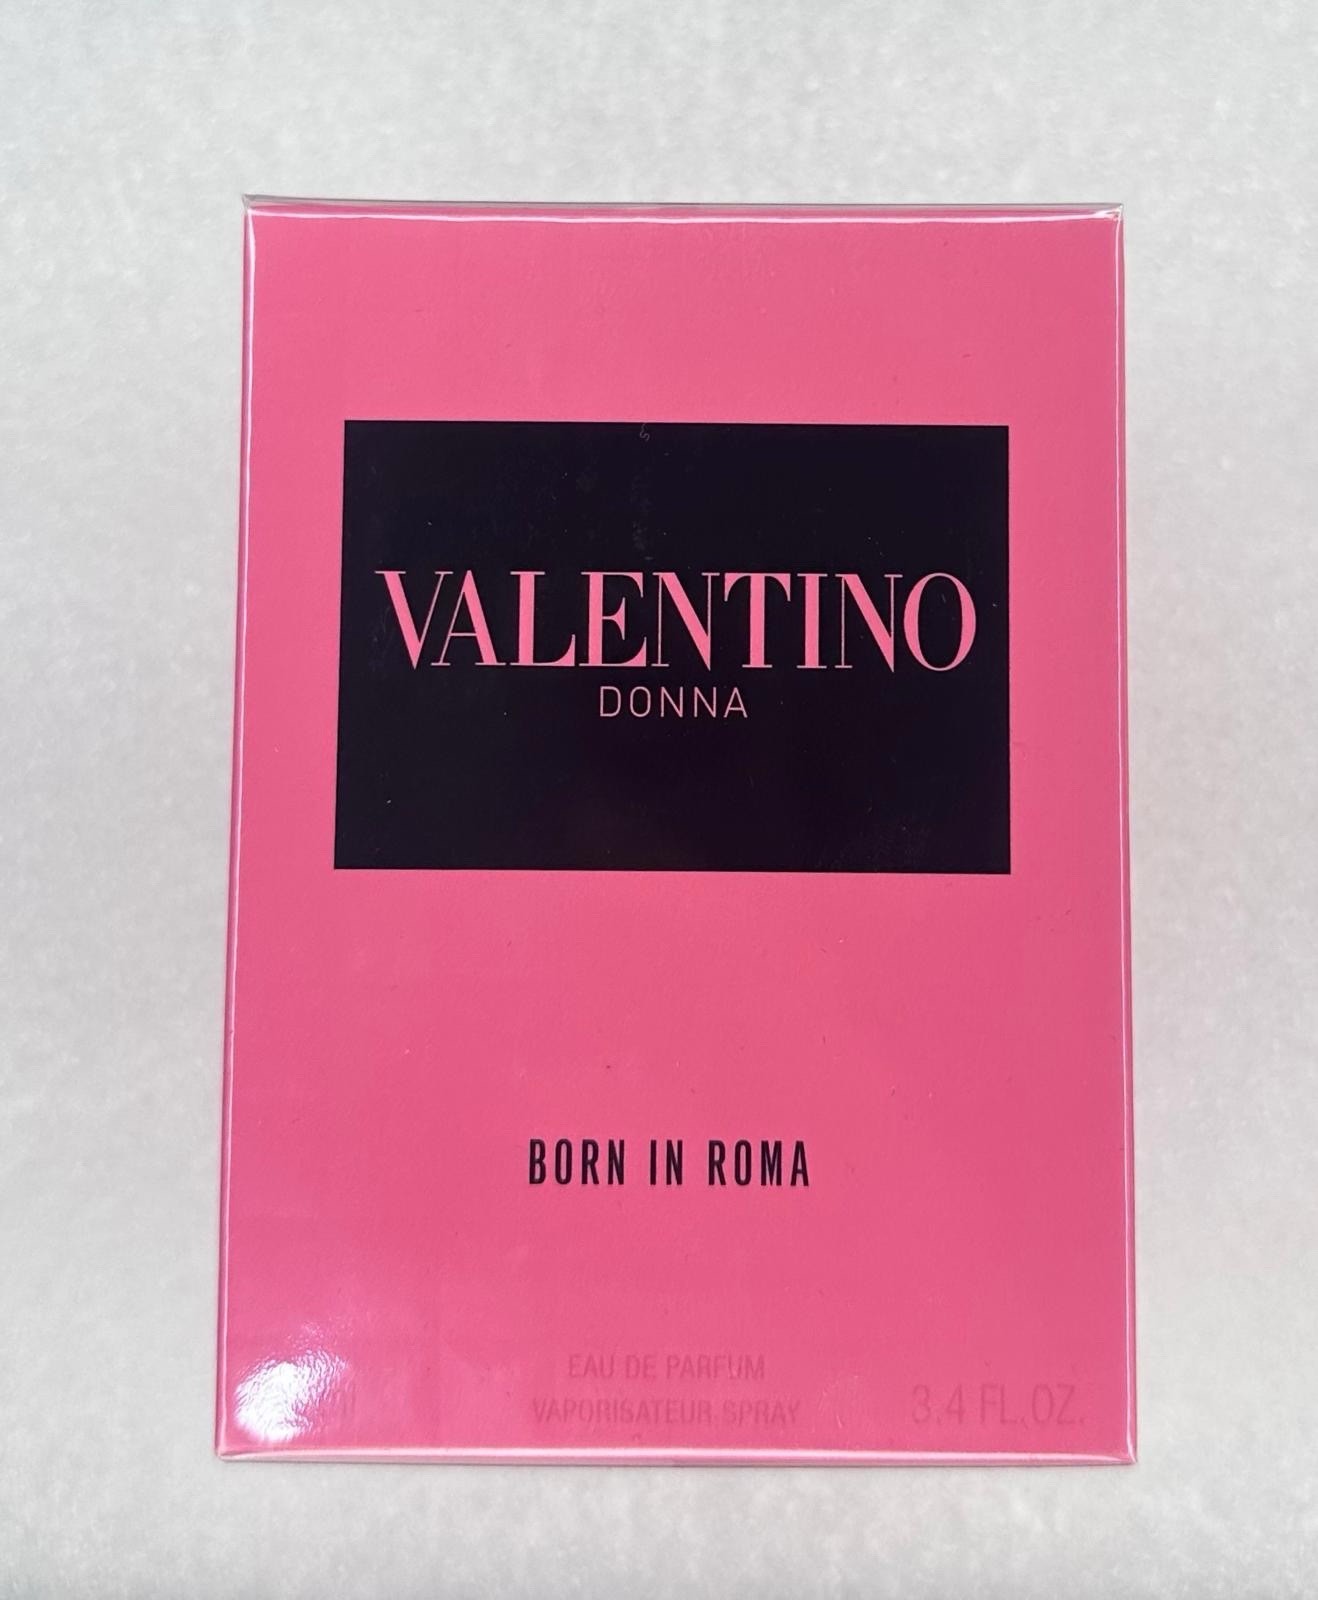 VALENTINO
DONNA
BORN IN ROMA
EAU DE PARFUM
VAPORISATEUR SPRAY
3.4 FL.OZ.